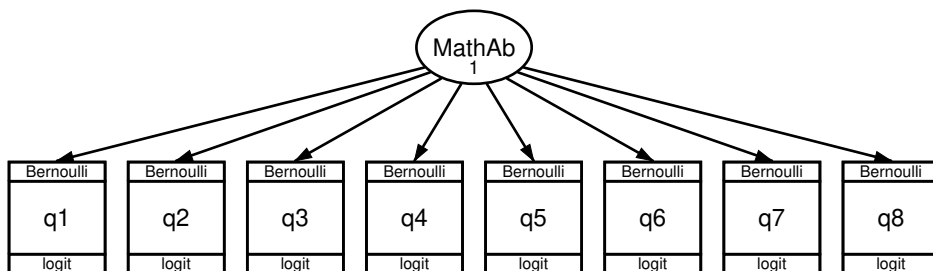 MathAb
1
Bernoulli Bernoulli Bernoulli Bernoulli Bernoulli Bernoulli Bernoulli Bernoulli
q1 q2 q3 q4 q5 q6 q7 q8
logit logit logit logit logit logit logit logit